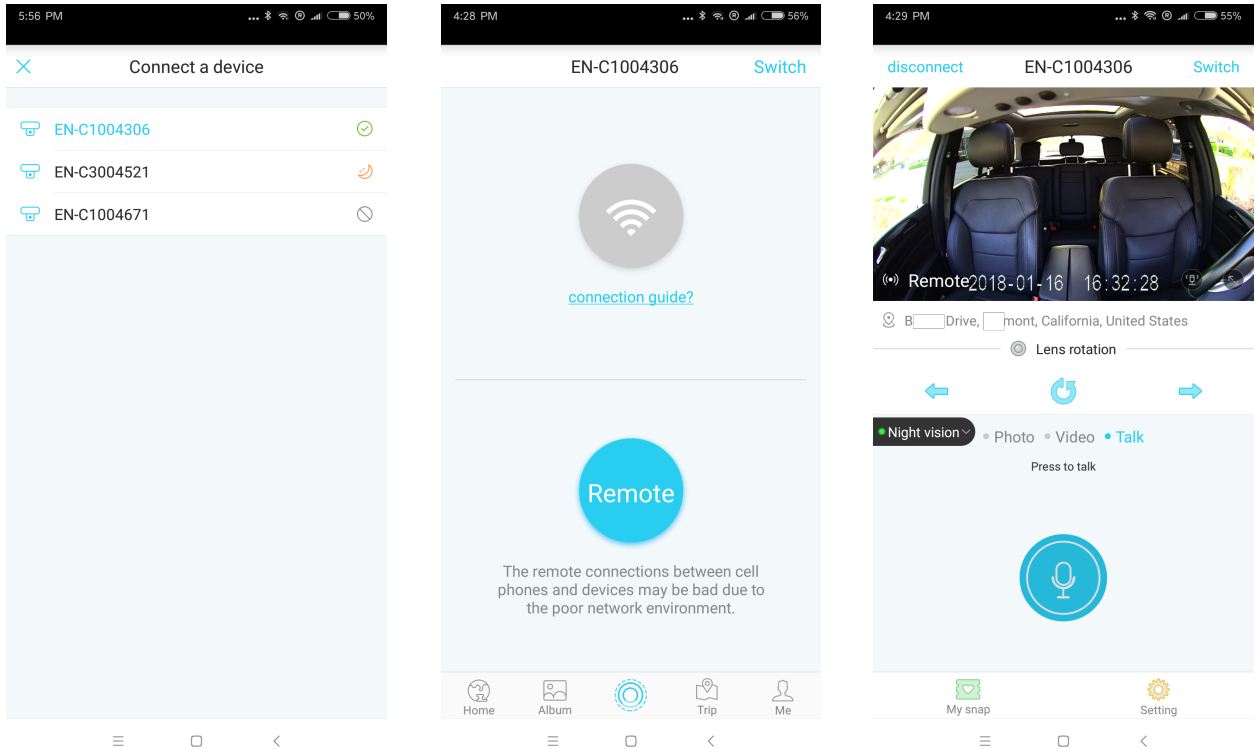 5:56 PM
50%
Connect a device
EN-C1004306
EN-C3004521
EN-C1004671
4:28 PM
56%
EN-C1004306
Switch
connection guide?
Remote
The remote connections between cell
phones and devices may be bad due to
the poor network environment.
Home
Album
Trip
Me
4:29 PM
55%
disconnect
EN-C1004306
Switch
Remote
2018-01-16 16:32:28
B Drive, mont, California, United States
Lens rotation
Night vision
Photo
Video
Talk
Press to talk
My snap
Setting